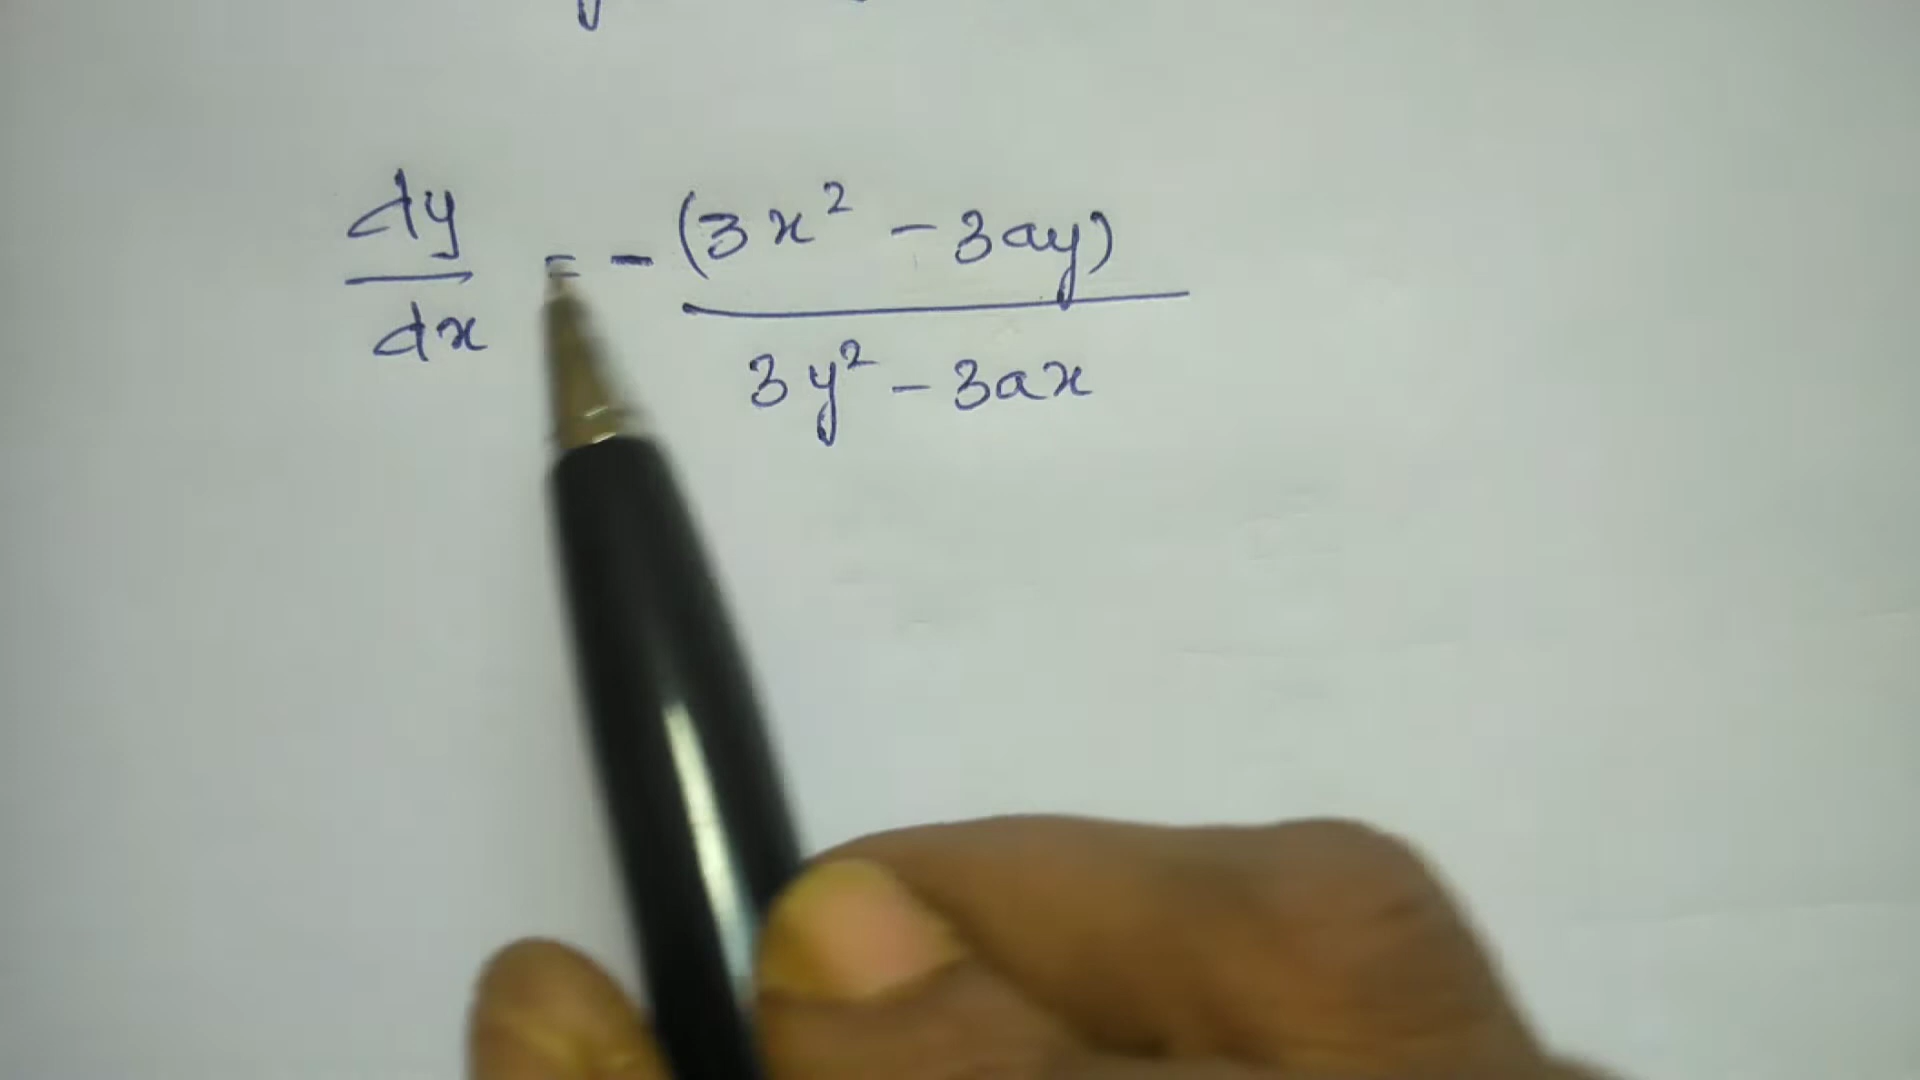 dy/dx = - (3x² - 3ay) / 3y² - 3ax